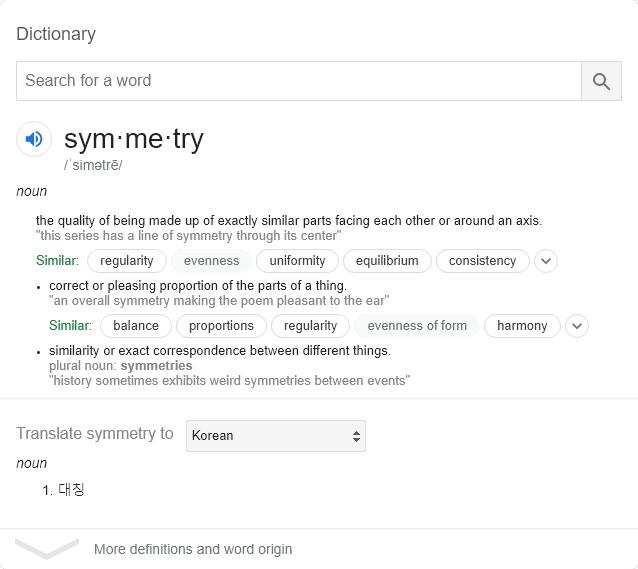 Dictionary
Search for a word
sym·me·try
/ˈsimətrē/
noun
the quality of being made up of exactly similar parts facing each other or around an axis.
"this series has a line of symmetry through its center"
Similar: regularity evenness uniformity equilibrium consistency
• correct or pleasing proportion of the parts of a thing.
"an overall symmetry making the poem pleasant to the ear"
Similar: balance proportions regularity evenness of form harmony
• similarity or exact correspondence between different things.
plural noun: symmetries
"history sometimes exhibits weird symmetries between events"
Translate symmetry to Korean
noun
1. 대칭
More definitions and word origin